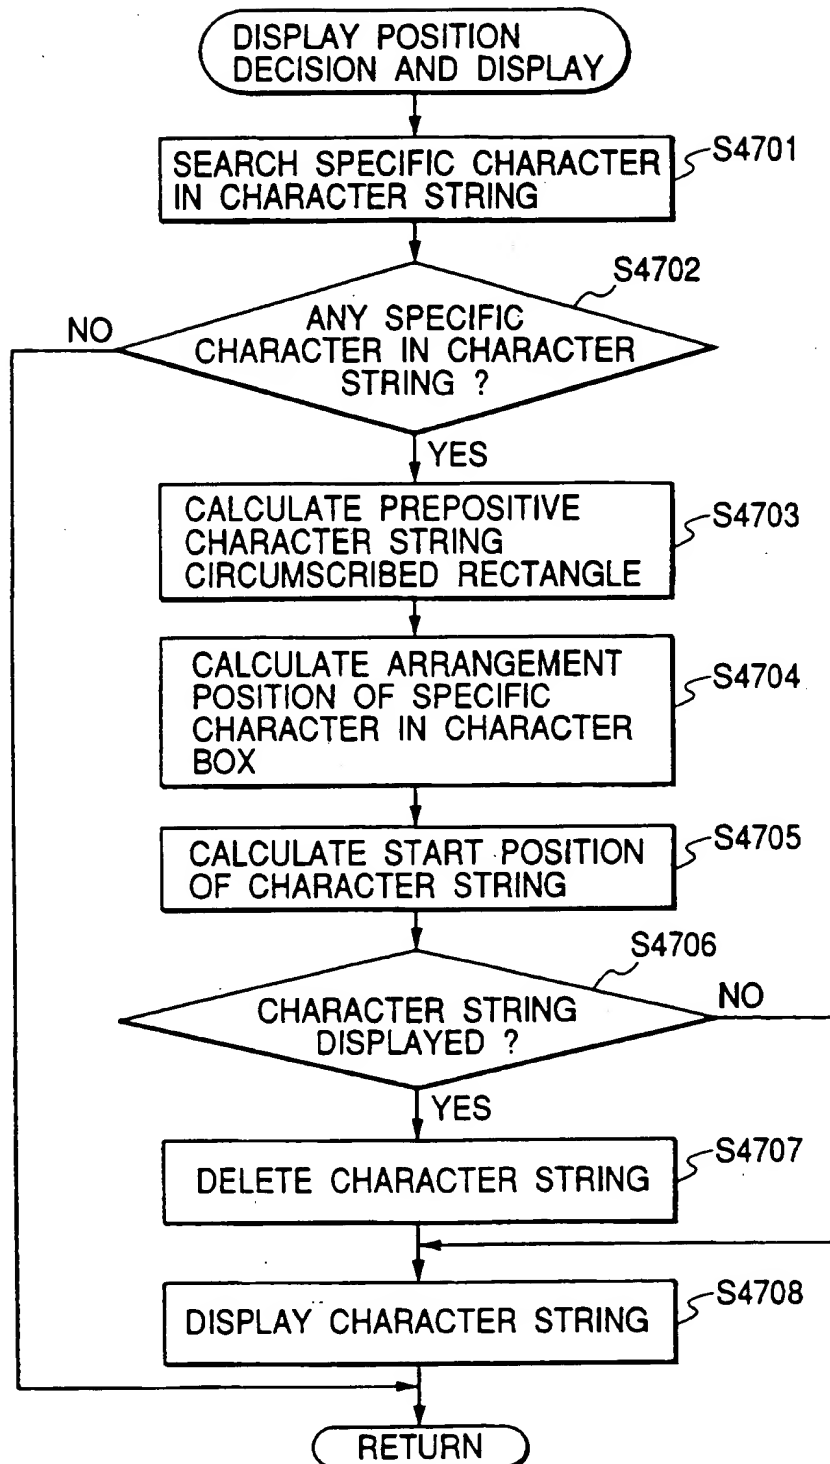 DISPLAY POSITION
DECISION AND DISPLAY
SEARCH SPECIFIC CHARACTER
IN CHARACTER STRING
S4701
S4702
NO
ANY SPECIFIC
CHARACTER IN CHARACTER
STRING ?
YES
CALCULATE PREPOSITIVE
CHARACTER STRING
CIRCUMSCRIBED RECTANGLE
S4703
CALCULATE ARRANGEMENT
POSITION OF SPECIFIC
CHARACTER IN CHARACTER
BOX
S4704
CALCULATE START POSITION
OF CHARACTER STRING
S4705
S4706
CHARACTER STRING
DISPLAYED ?
NO
YES
DELETE CHARACTER STRING
S4707
DISPLAY CHARACTER STRING
S4708
RETURN